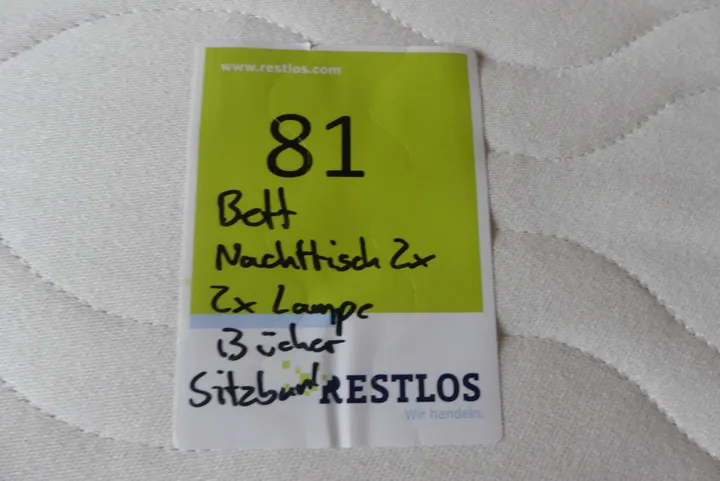 www.restlos.com
81
Bett
Nachttisch 2x
2x Lampe
Bücher
Sitzbank
RESTLOS
Wir handeln.